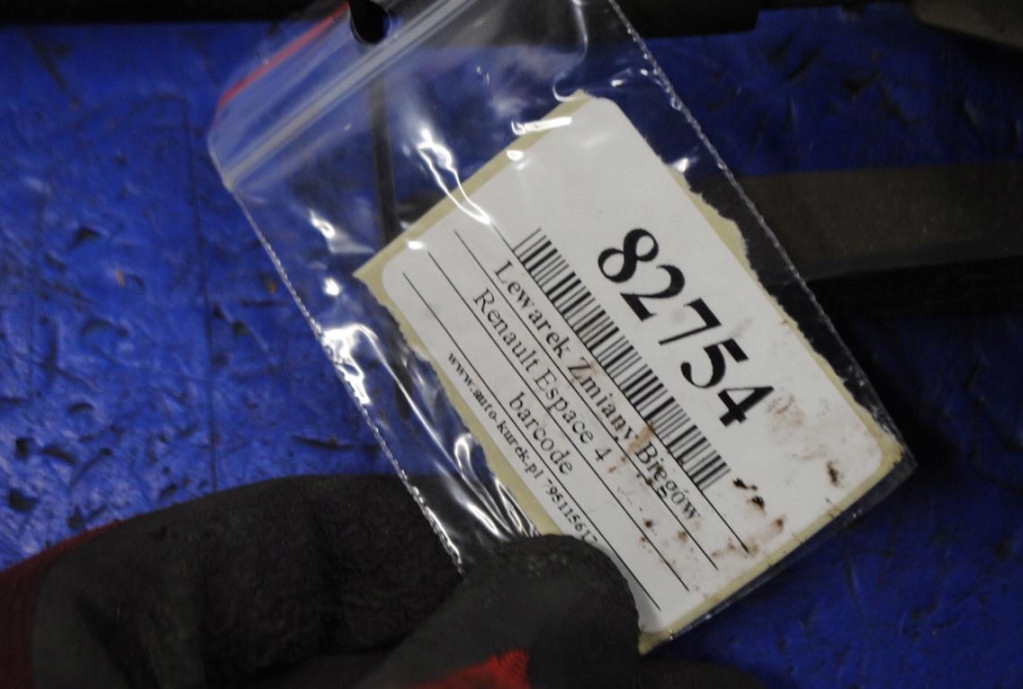 82754
Lewarek Zmiany Biegów
Renault Espace 4
barcode
www.auto-kurek.pl